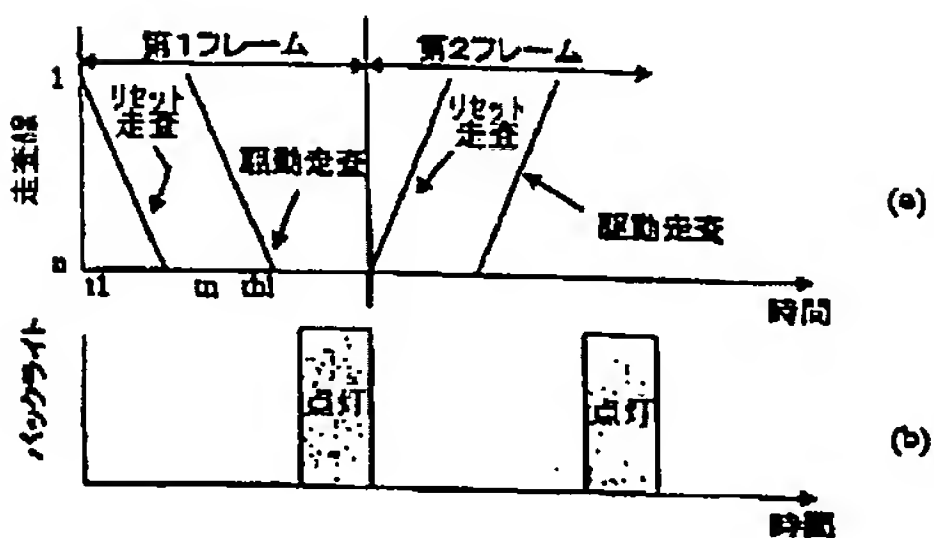 第1フレーム
第2フレーム
1
リセット
走査
駆動走査
リセット
走査
駆動走査
走査線
n
(a)
t1
tn
時間
バックライト
点灯
点灯
(b)
時間